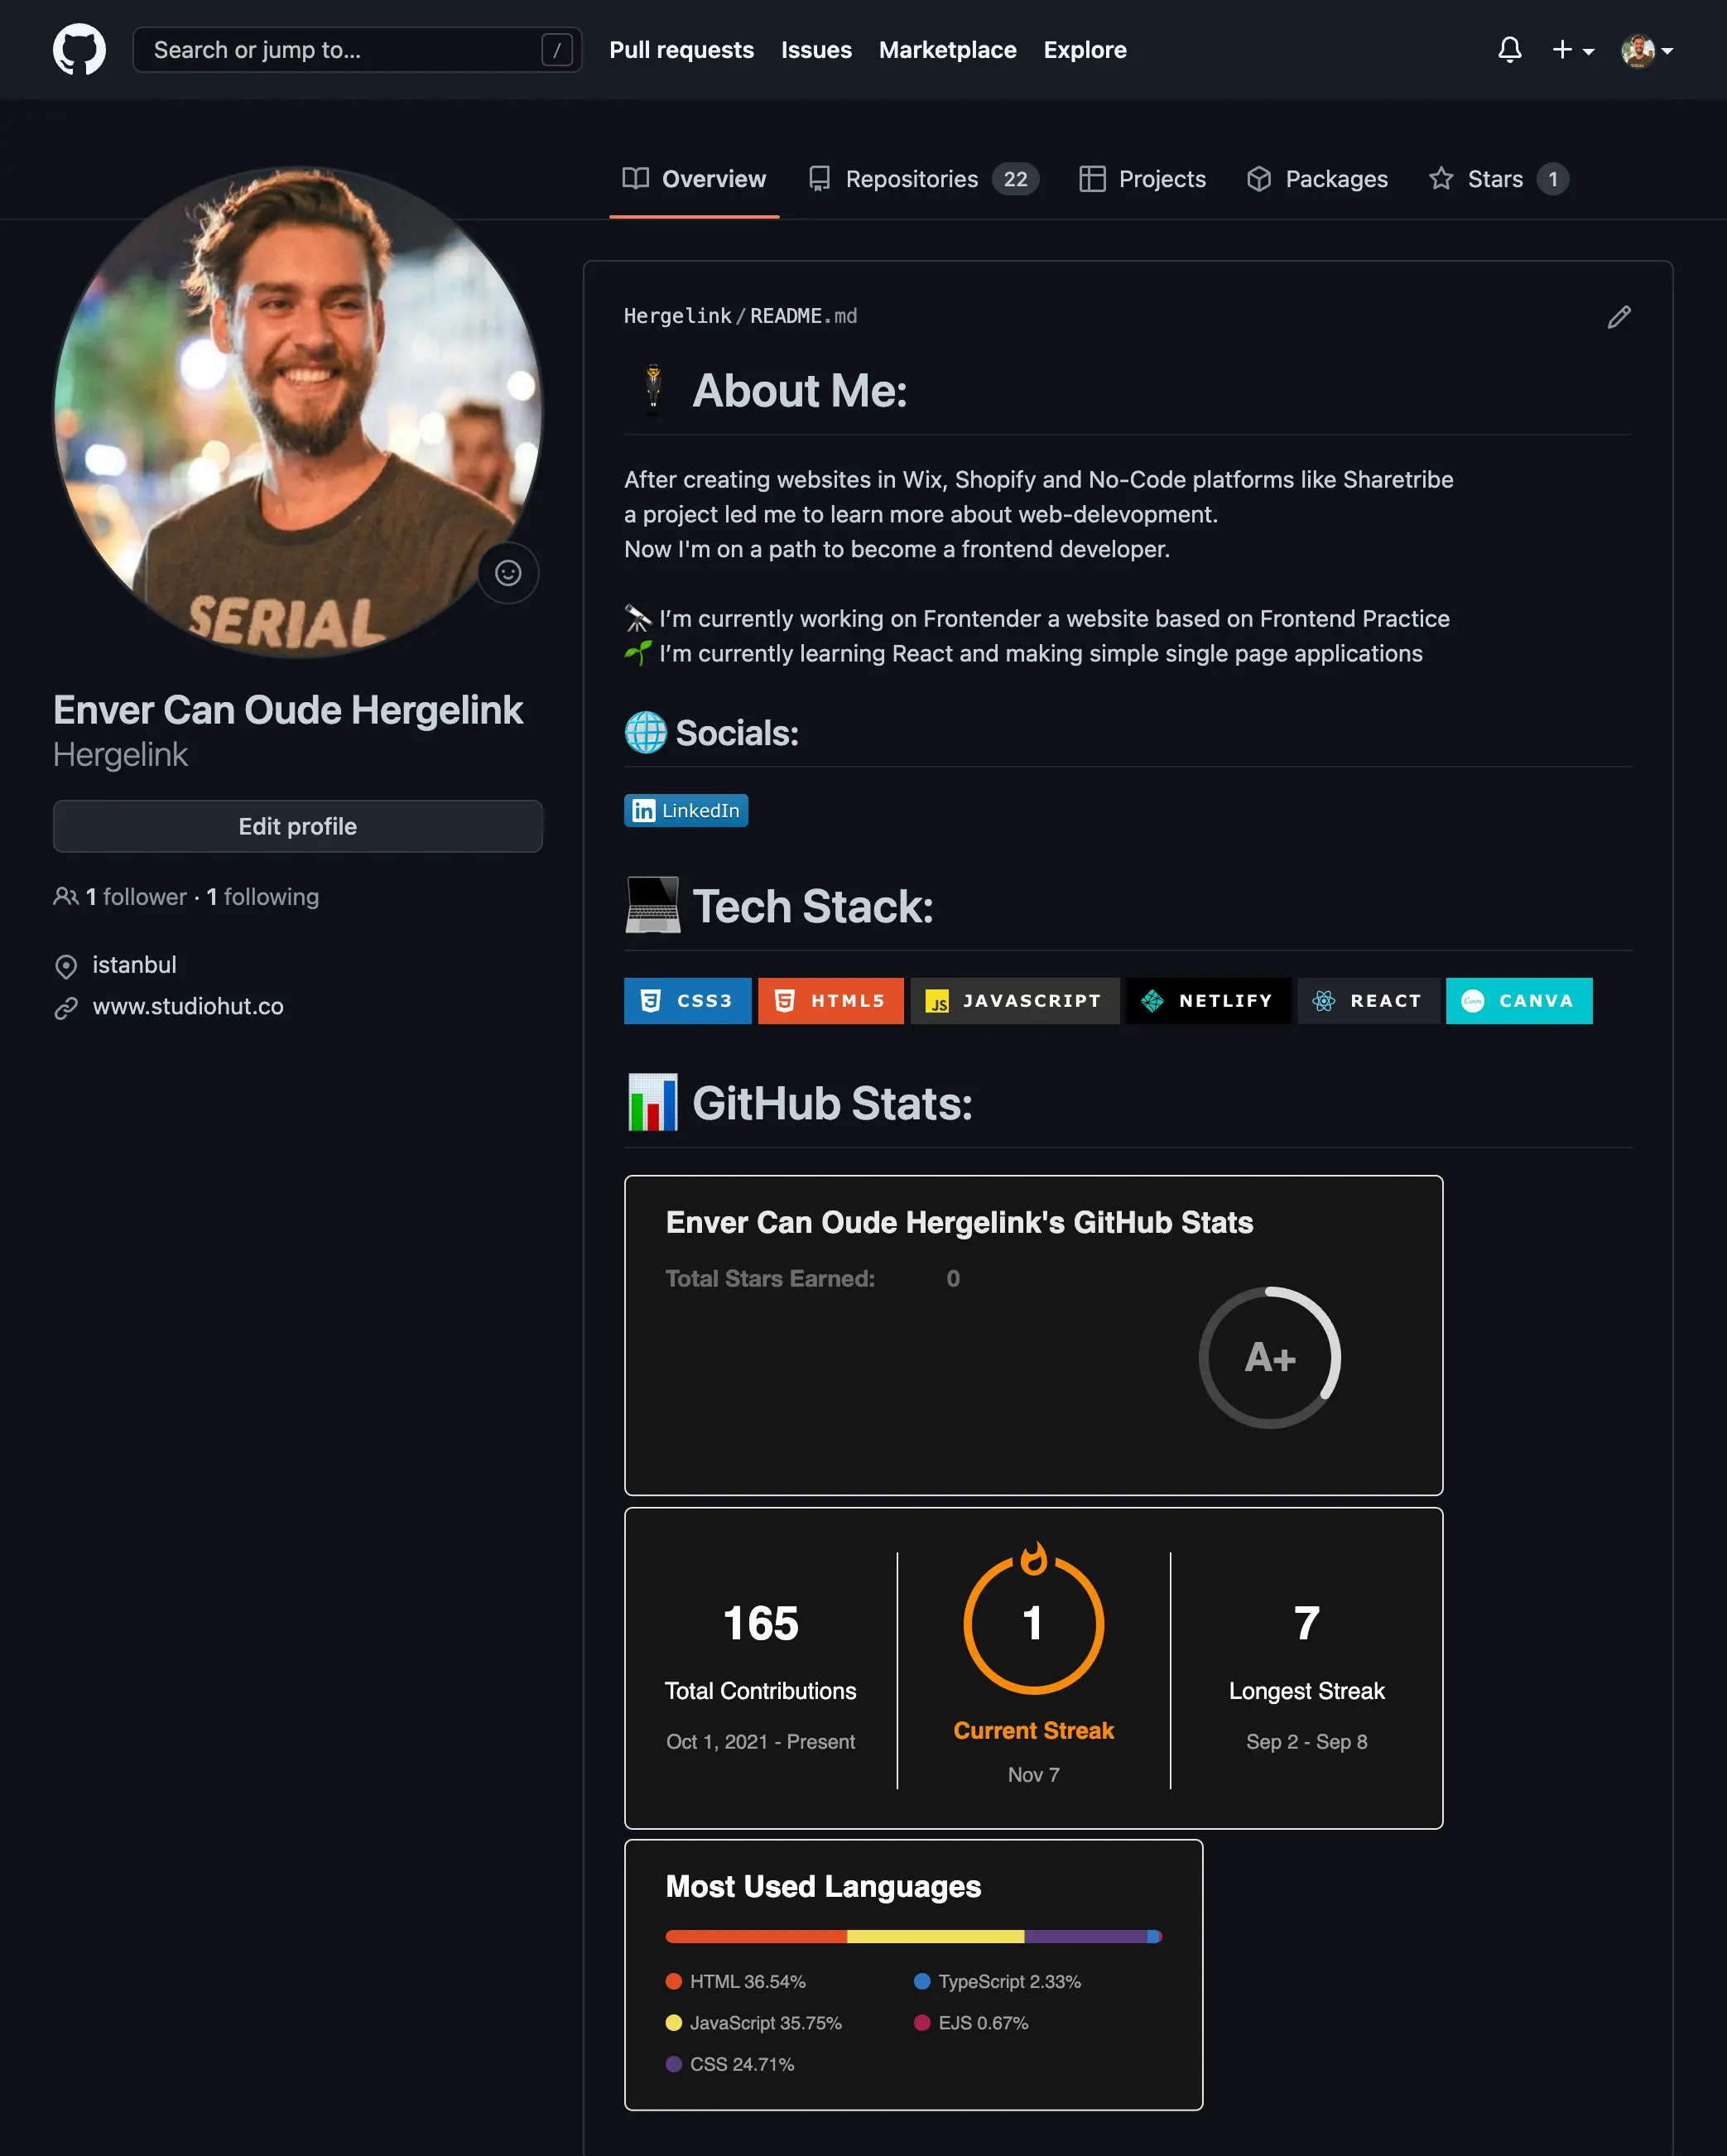 Search or jump to... /
Pull requests
Issues
Marketplace
Explore
Overview
Repositories 22
Projects
Packages
Stars 1
SERIAL
Enver Can Oude Hergelink
Hergelink
Edit profile
1 follower · 1 following
istanbul
www.studiohut.co
Hergelink/README.md
About Me:
After creating websites in Wix, Shopify and No-Code platforms like Sharetribe
a project led me to learn more about web-delevopment.
Now I'm on a path to become a frontend developer.
I’m currently working on Frontender a website based on Frontend Practice
I’m currently learning React and making simple single page applications
Socials:
in LinkedIn
Tech Stack:
CSS3
HTML5
JS JAVASCRIPT
NETLIFY
REACT
Canva CANVA
GitHub Stats:
Enver Can Oude Hergelink's GitHub Stats
Total Stars Earned: 0
A+
165
Total Contributions
Oct 1, 2021 - Present
1
Current Streak
Nov 7
7
Longest Streak
Sep 2 - Sep 8
Most Used Languages
HTML 36.54%
JavaScript 35.75%
CSS 24.71%
TypeScript 2.33%
EJS 0.67%